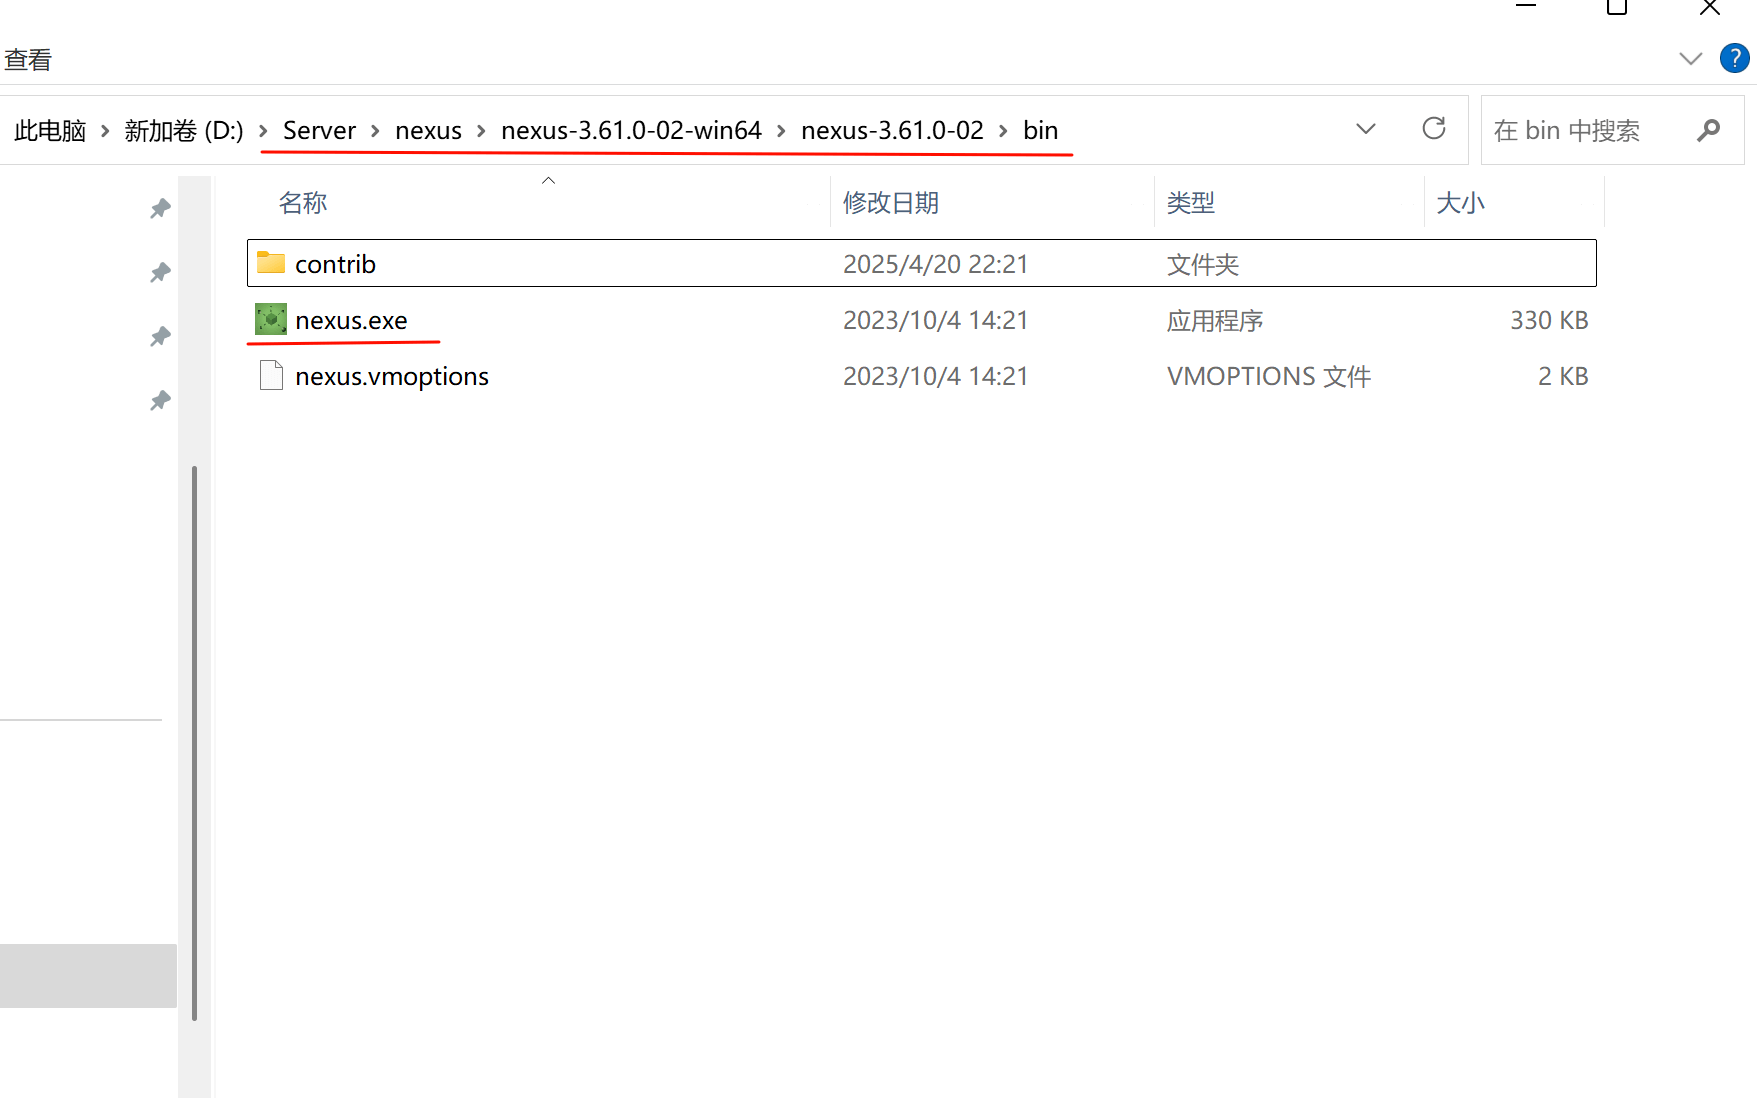 查看
?
此电脑 › 新加卷 (D:) › Server › nexus › nexus-3.61.0-02-win64 › nexus-3.61.0-02 › bin
在 bin 中搜索
名称 修改日期 类型 大小
contrib 2025/4/20 22:21 文件夹
nexus.exe 2023/10/4 14:21 应用程序 330 KB
nexus.vmoptions 2023/10/4 14:21 VMOPTIONS 文件 2 KB